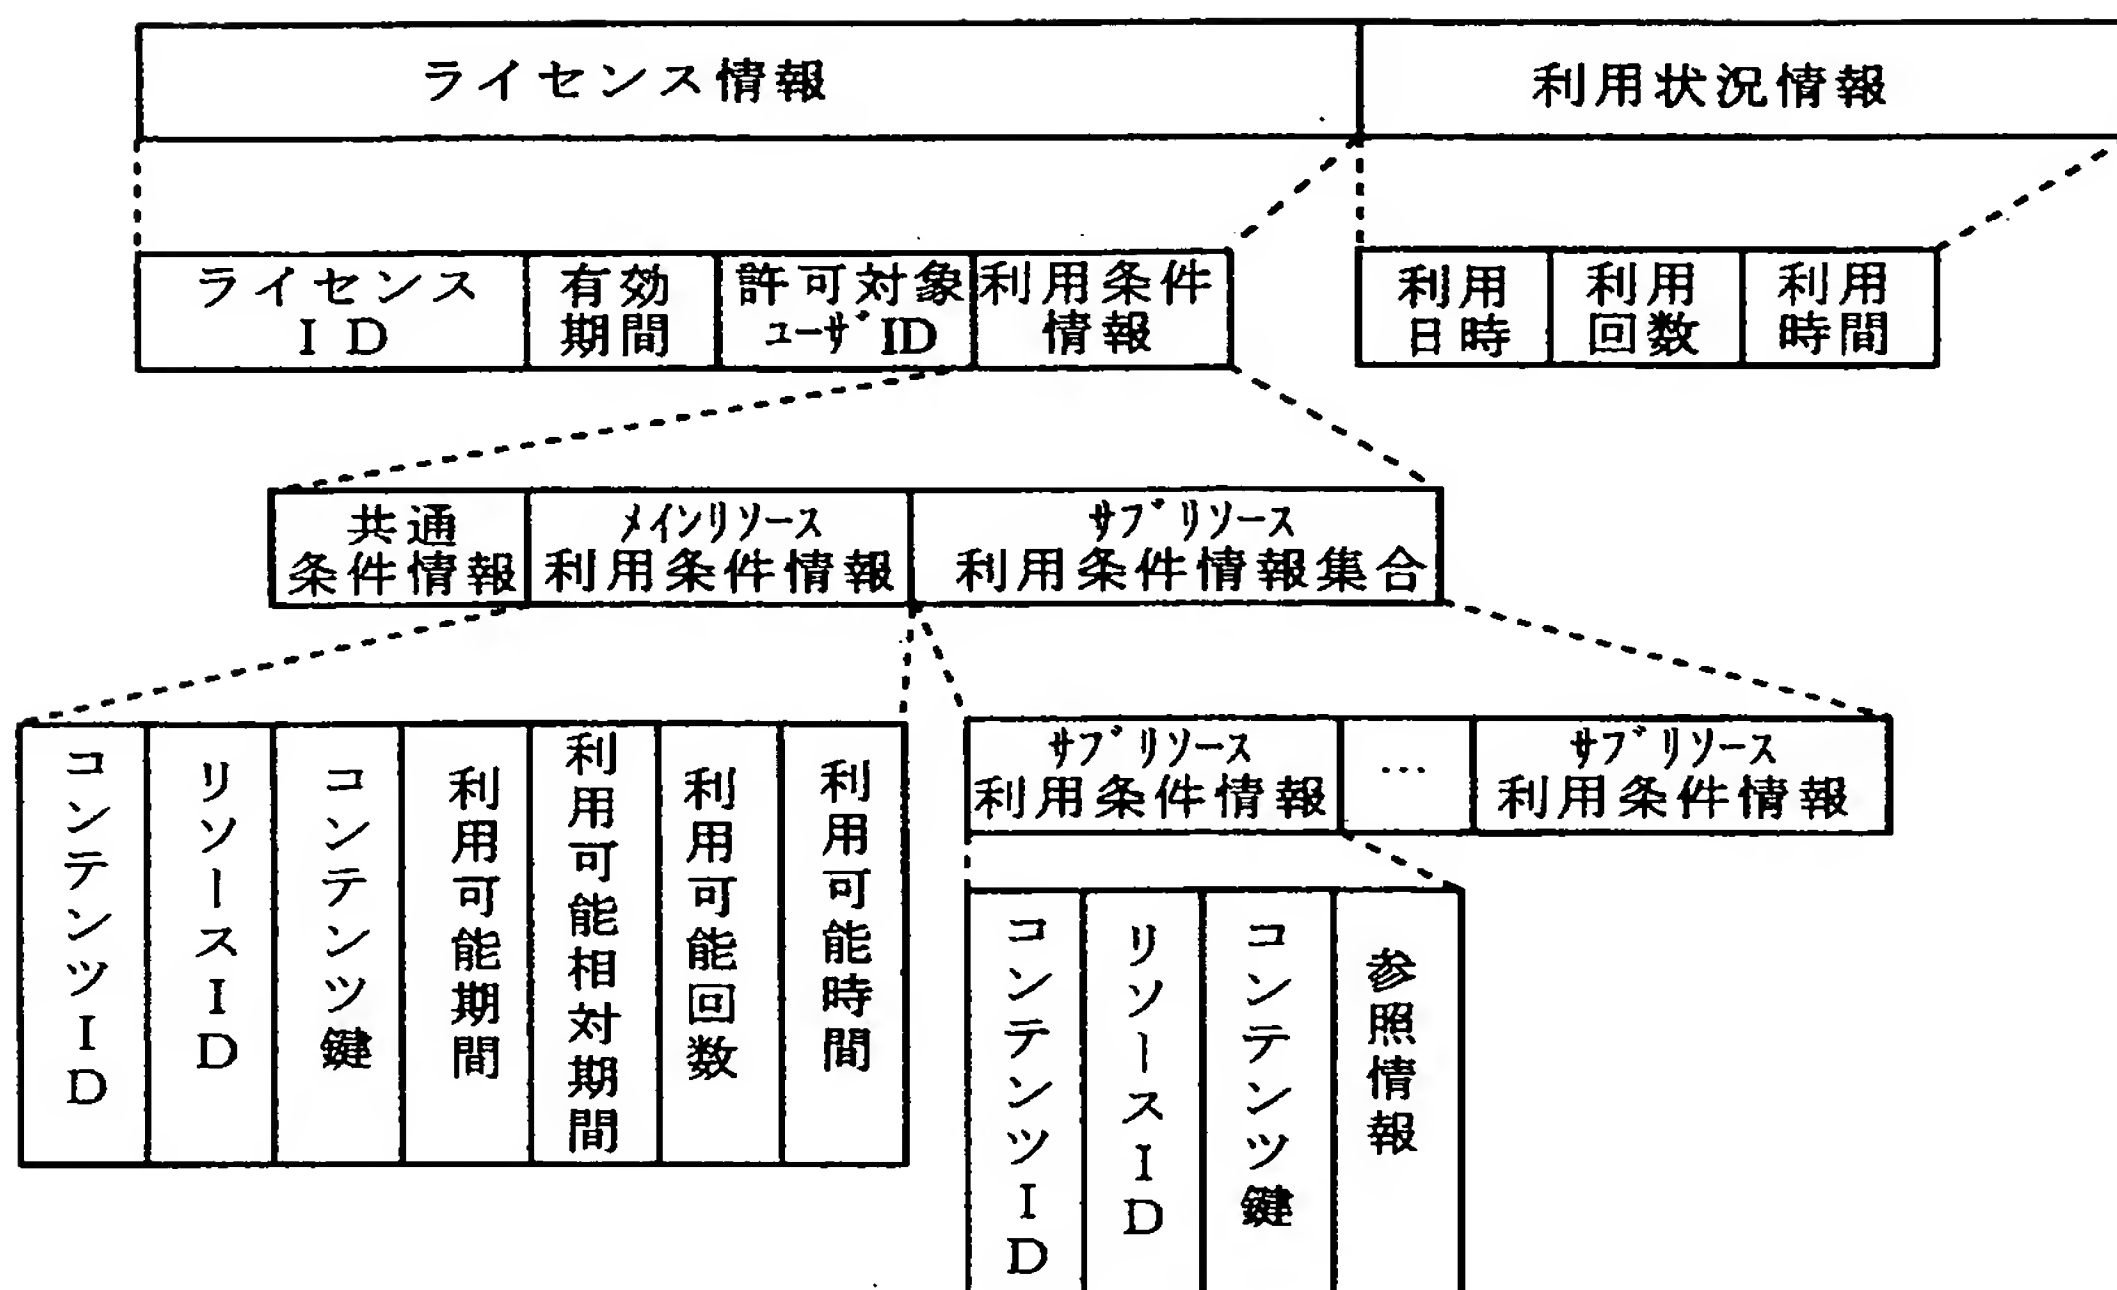 ライセンス情報
利用状況情報
ライセンス
ID
有効
期間
許可対象
ユーザID
利用条件
情報
利用
日時
利用
回数
利用
時間
共通
条件情報
メインリソース
利用条件情報
サブリソース
利用条件情報集合
コンテンツID
リソースID
コンテンツ鍵
利用可能期間
利用可能相対期間
利用可能回数
利用可能時間
サブリソース
利用条件情報
…
サブリソース
利用条件情報
コンテンツID
リソースID
コンテンツ鍵
参照情報